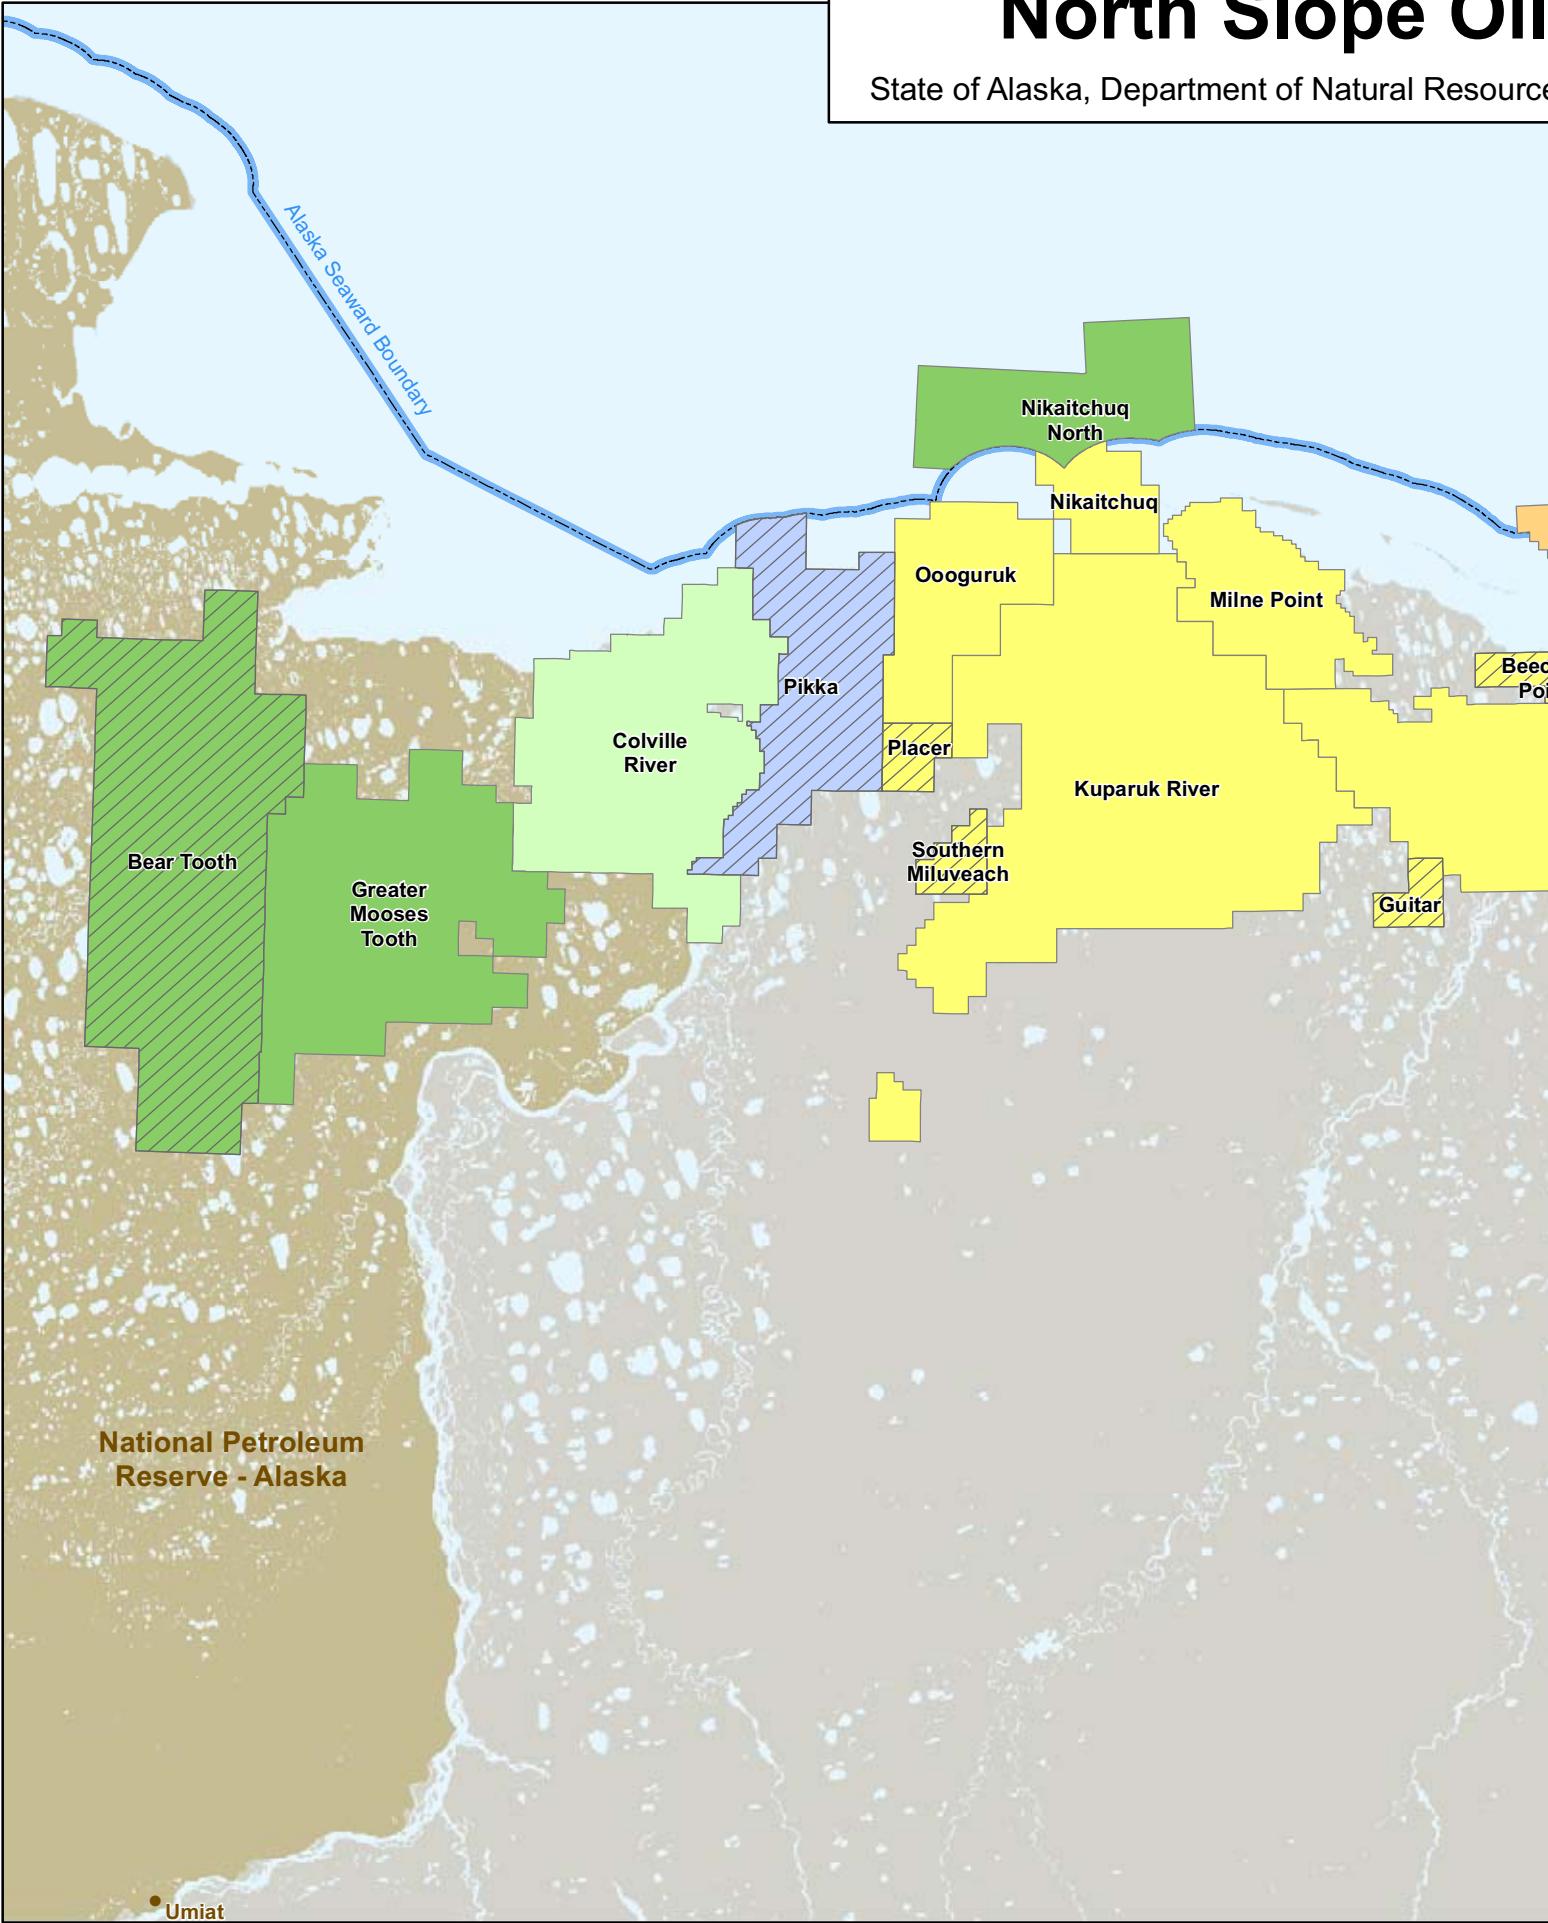 North Slope Oil
State of Alaska, Department of Natural Resource
Alaska Seaward Boundary
Nikaitchuq
North
Nikaitchuq
Oooguruk
Milne Point
Beec
Poi
Pikka
Colville
River
Placer
Kuparuk River
Bear Tooth
Greater
Mooses
Tooth
Southern
Miluveach
Guitar
National Petroleum
Reserve - Alaska
Umiat